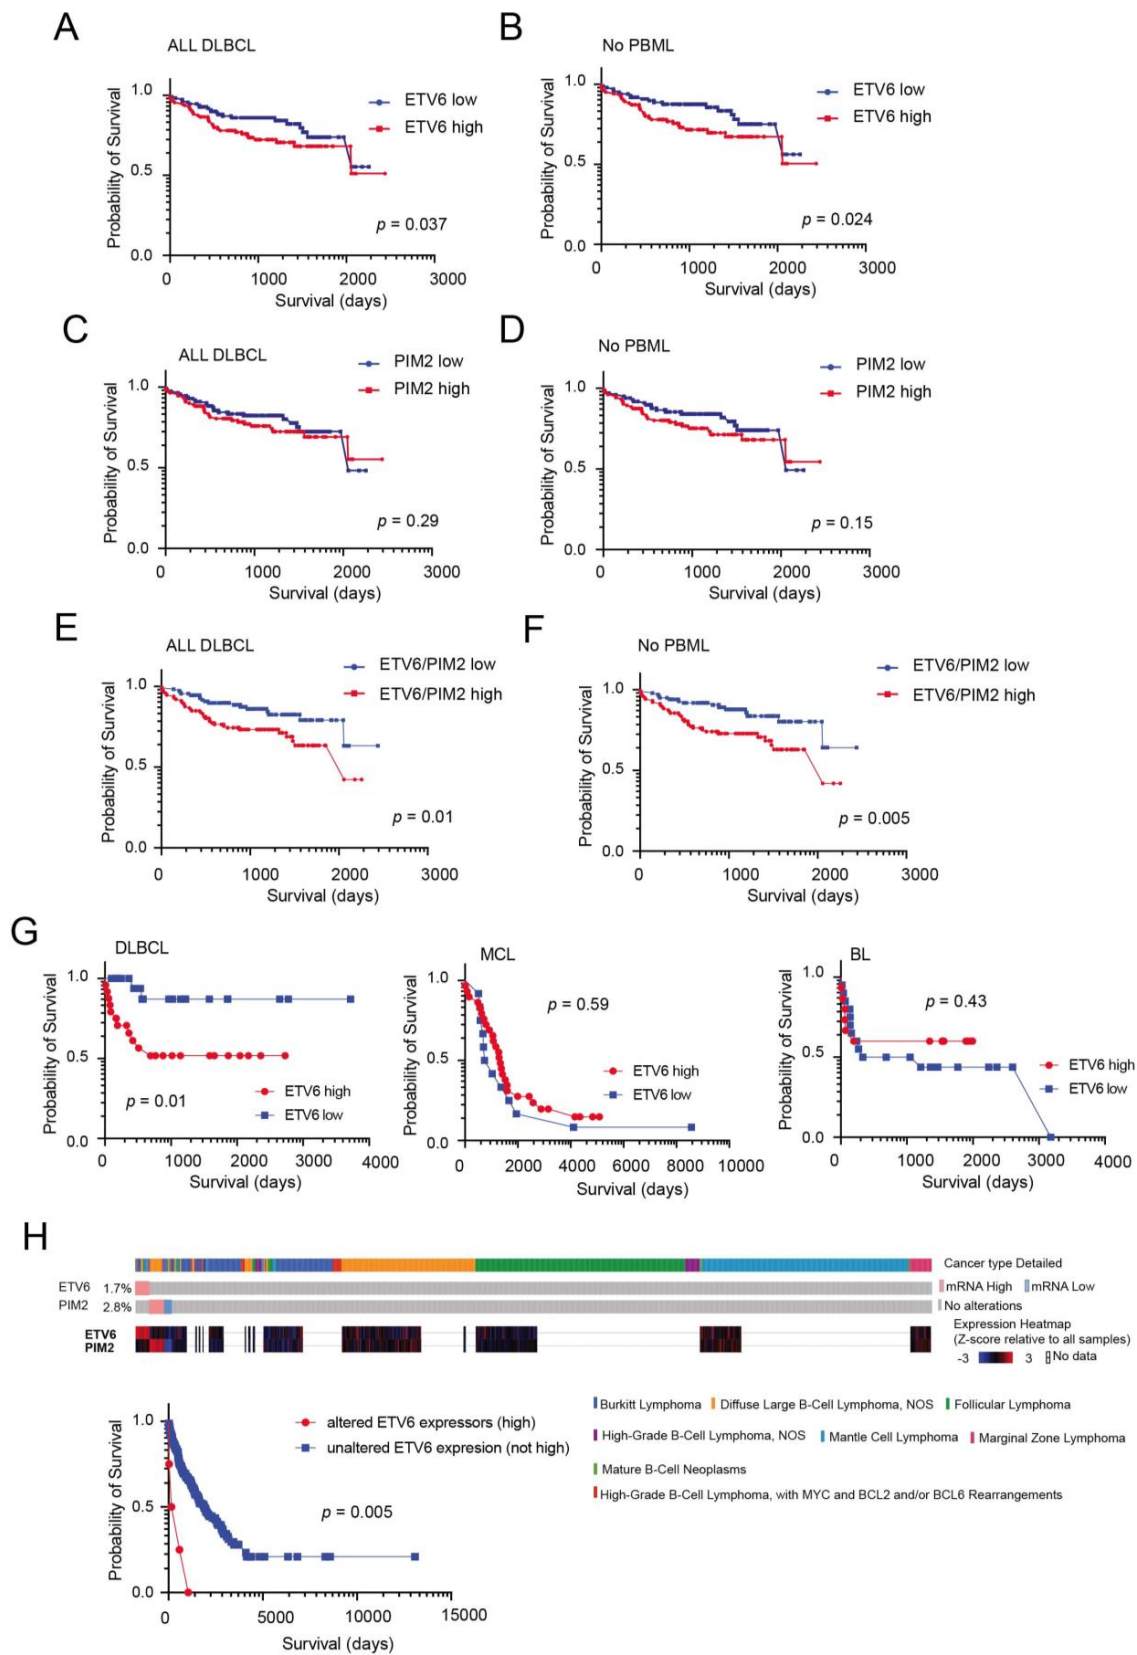 A
ALL DLBCL
Probability of Survival
1.0
0.5
0.0
ETV6 low
ETV6 high
p = 0.037
0 1000 2000 3000
Survival (days)
B
No PBML
Probability of Survival
1.0
0.5
0.0
ETV6 low
ETV6 high
p = 0.024
0 1000 2000 3000
Survival (days)
C
ALL DLBCL
Probability of Survival
1.0
0.5
0.0
PIM2 low
PIM2 high
p = 0.29
0 1000 2000 3000
Survival (days)
D
No PBML
Probability of Survival
1.0
0.5
0.0
PIM2 low
PIM2 high
p = 0.15
0 1000 2000 3000
Survival (days)
E
ALL DLBCL
Probability of Survival
1.0
0.5
0.0
ETV6/PIM2 low
ETV6/PIM2 high
p = 0.01
0 1000 2000 3000
Survival (days)
F
No PBML
Probability of Survival
1.0
0.5
0.0
ETV6/PIM2 low
ETV6/PIM2 high
p = 0.005
0 1000 2000 3000
Survival (days)
G
DLBCL
Probability of Survival
1.0
0.5
0.0
ETV6 high
ETV6 low
p = 0.01
0 1000 2000 3000 4000
Survival (days)
MCL
Probability of Survival
1.0
0.5
0.0
p = 0.59
ETV6 high
ETV6 low
0 2000 4000 6000 8000 10000
Survival (days)
BL
Probability of Survival
1.0
0.5
0.0
p = 0.43
ETV6 high
ETV6 low
0 1000 2000 3000 4000
Survival (days)
H
Cancer type Detailed
ETV6 1.7%
mRNA High mRNA Low
PIM2 2.8%
No alterations
ETV6
PIM2
Expression Heatmap
(Z-score relative to all samples)
-3 3 No data
Probability of Survival
1.0
0.5
0.0
altered ETV6 expressors (high)
unaltered ETV6 expresion (not high)
p = 0.005
0 5000 10000 15000
Survival (days)
Burkitt Lymphoma Diffuse Large B-Cell Lymphoma, NOS Follicular Lymphoma
High-Grade B-Cell Lymphoma, NOS Mantle Cell Lymphoma Marginal Zone Lymphoma
Mature B-Cell Neoplasms
High-Grade B-Cell Lymphoma, with MYC and BCL2 and/or BCL6 Rearrangements